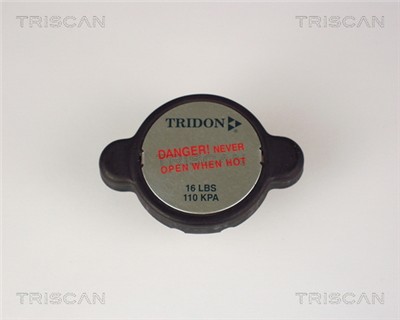 TRISCAN TRISCAN
TRIDON
DANGER! NEVER
OPEN WHEN HOT
16 LBS
110 KPA
TRISCAN TRISCAN